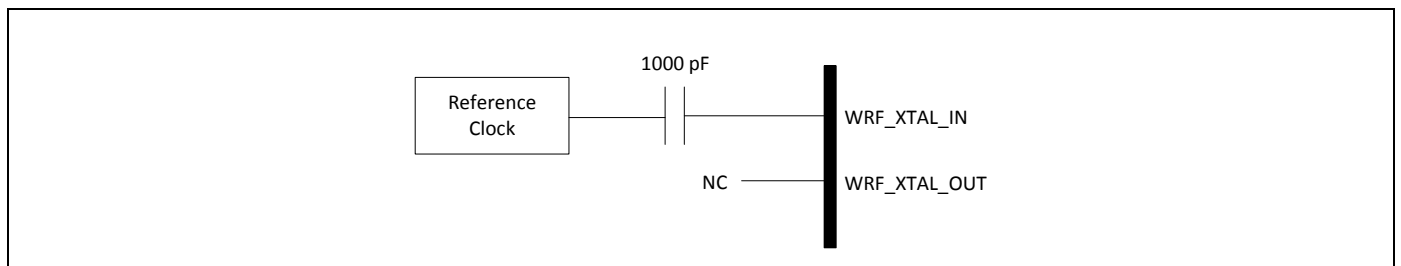 1000 pF
Reference
Clock
WRF_XTAL_IN
NC
WRF_XTAL_OUT